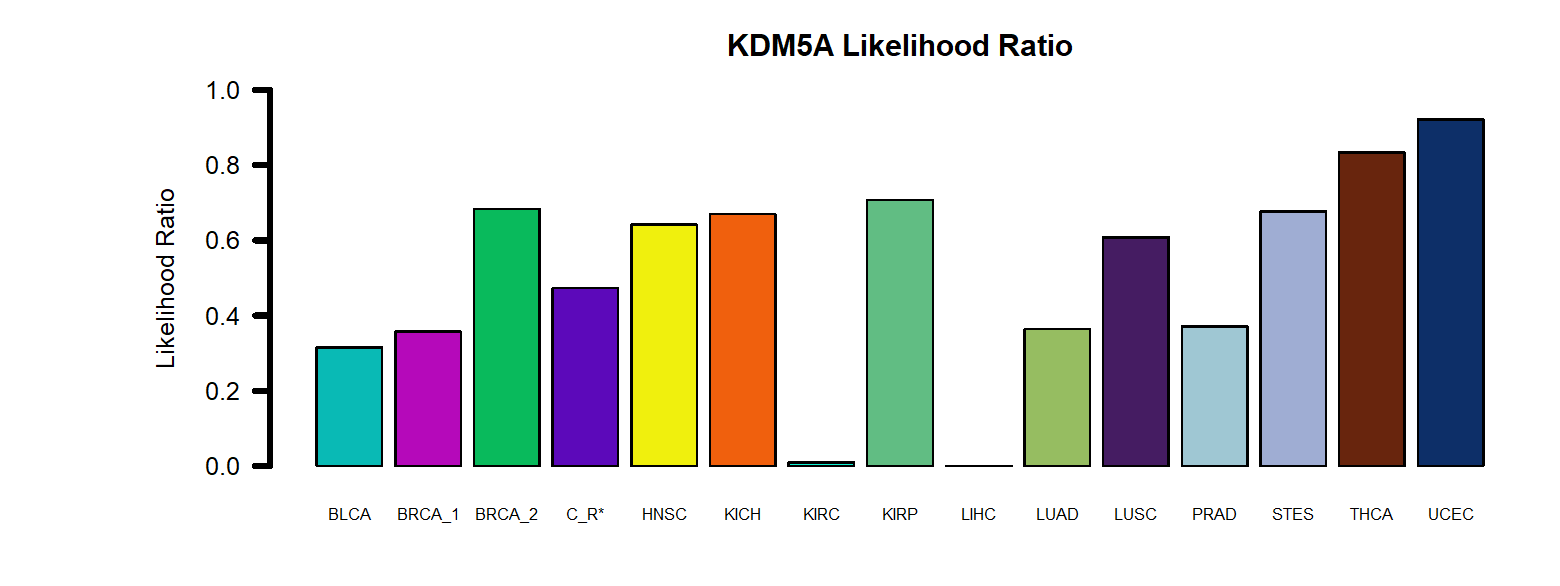 KDM5A Likelihood Ratio
Likelihood Ratio
1.0
0.8
0.6
0.4
0.2
0.0
BLCA BRCA_1 BRCA_2 C_R* HNSC KICH KIRC KIRP LIHC LUAD LUSC PRAD STES THCA UCEC